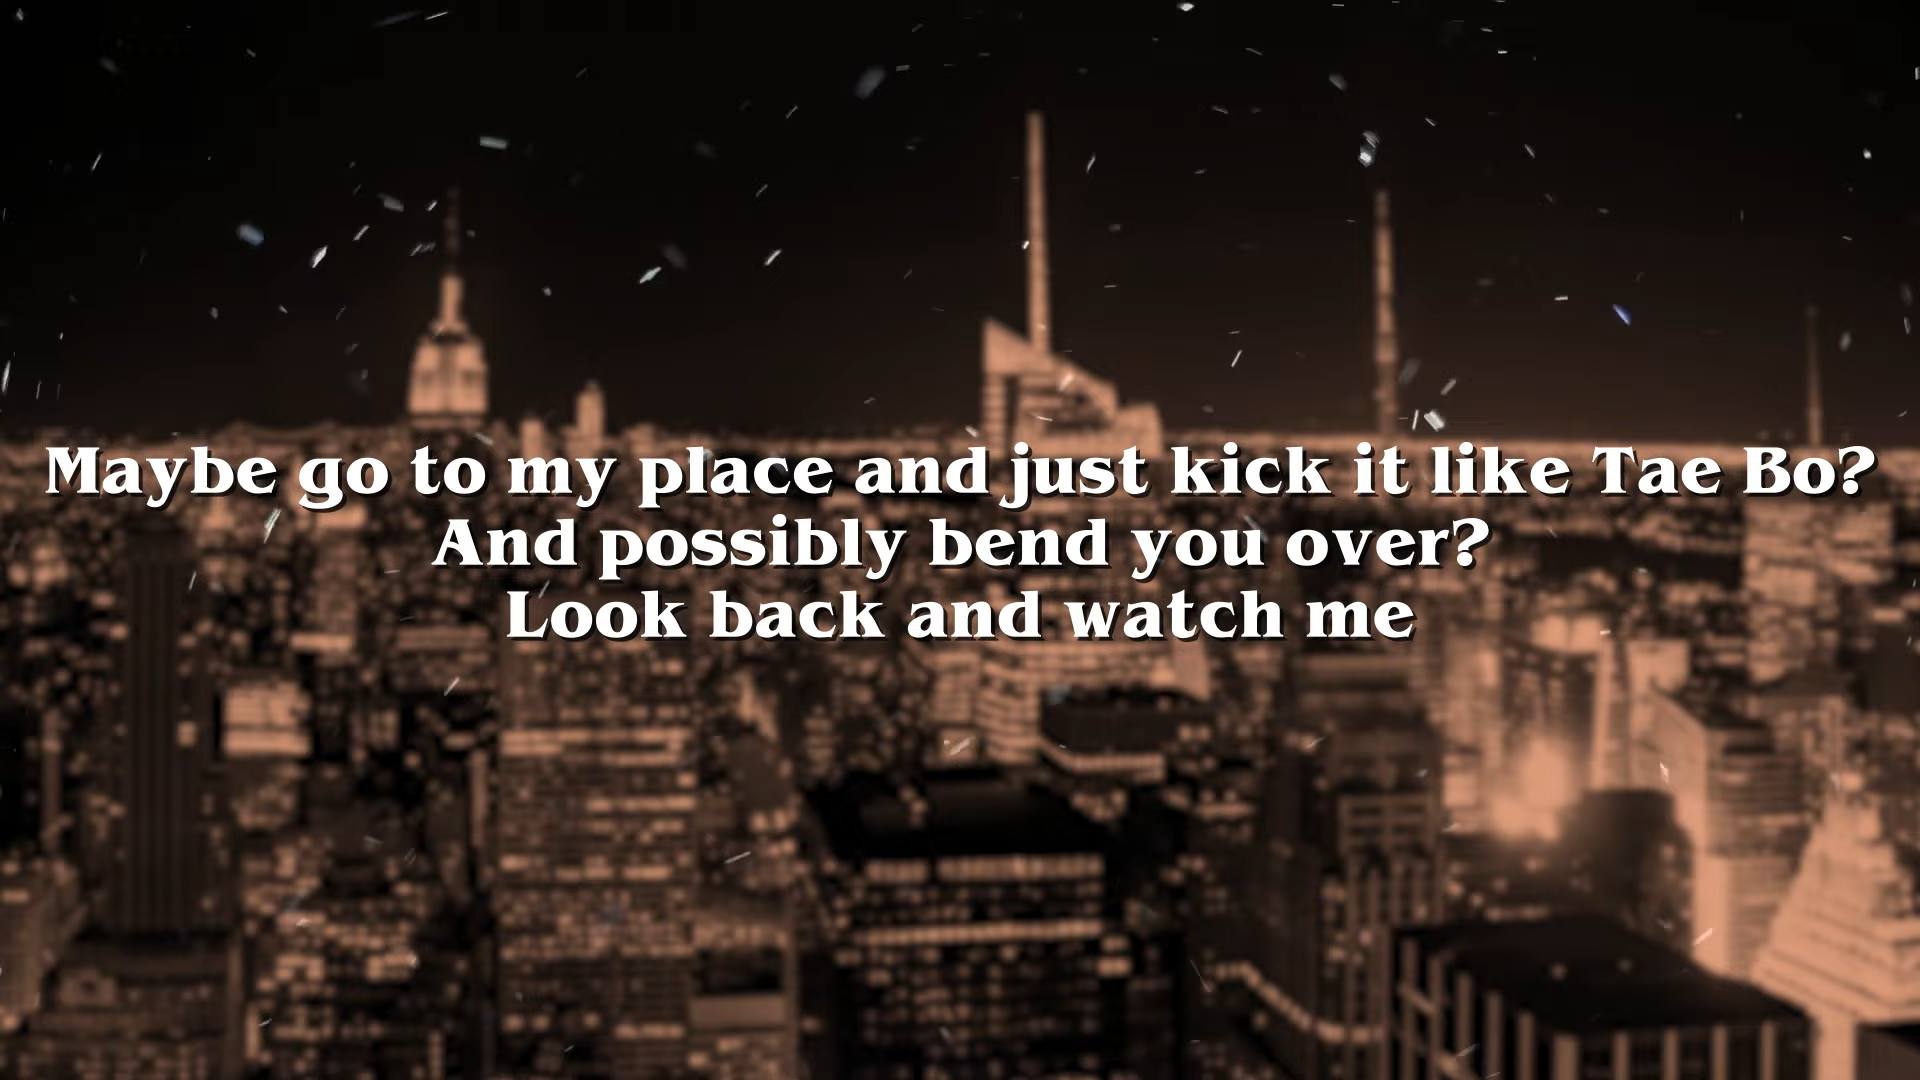 Maybe go to my place and just kick it like Tae Bo?
And possibly bend you over?
Look back and watch me